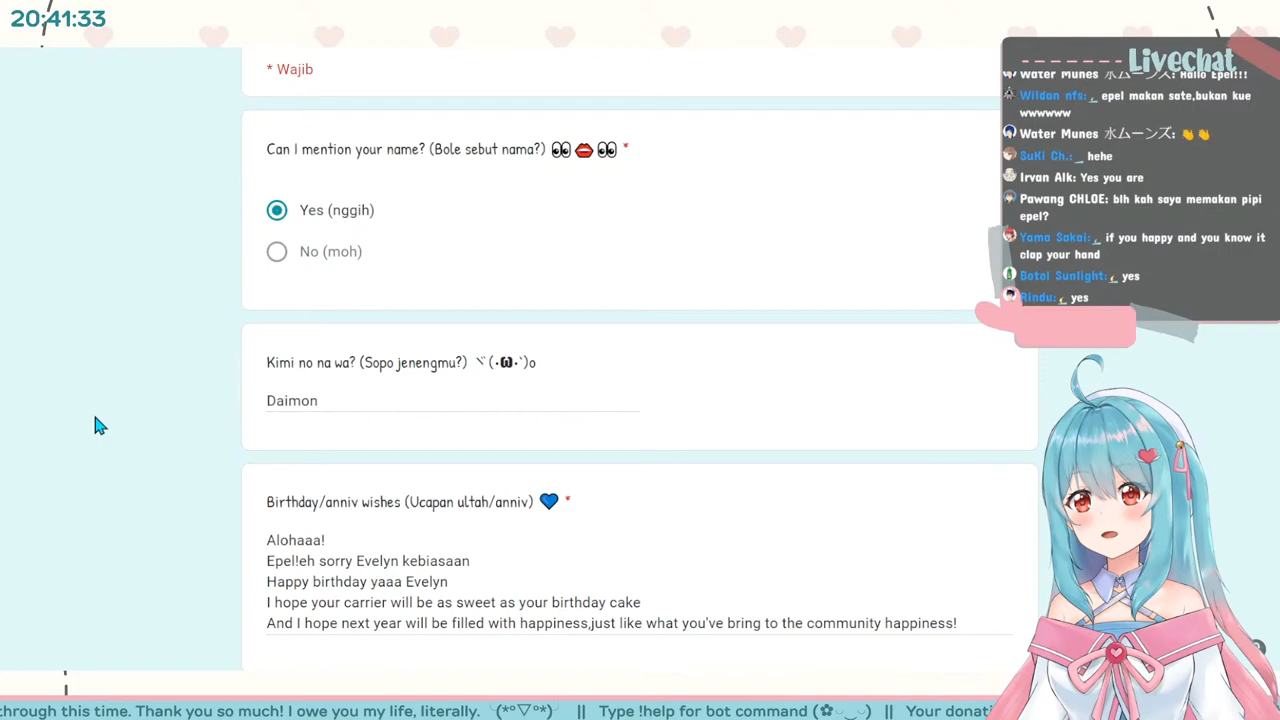 20:41:33
* Wajib
Can I mention your name? (Bole sebut nama?) 👀👄👀 *
Yes (nggih)
No (moh)
Kimi no na wa? (Sopo jenengmu?) ヾ(･ω･`)o
Daimon
Birthday/anniv wishes (Ucapan ultah/anniv) 💙 *
Alohaaa!
Epel!eh sorry Evelyn kebiasaan
Happy birthday yaaa Evelyn
I hope your carrier will be as sweet as your birthday cake
And I hope next year will be filled with happiness,just like what you've bring to the community happiness!
Livechat
Water Munes 水ムーンズ: Hallo Epel!!!
Wildan nfs: epel makan sate,bukan kue
wwwwww
Water Munes 水ムーンズ: 👏👏
SuKi Ch.: hehe
Irvan Alk: Yes you are
Pawang CHLOE: blh kah saya memakan pipi
epel?
Yama Sakai: if you happy and you know it
clap your hand
Botol Sunlight: yes
Rindu: yes
through this time. Thank you so much! I owe you my life, literally. ╰(*°▽°*)╯ || Type !help for bot command (✿◡‿◡) || Your donati